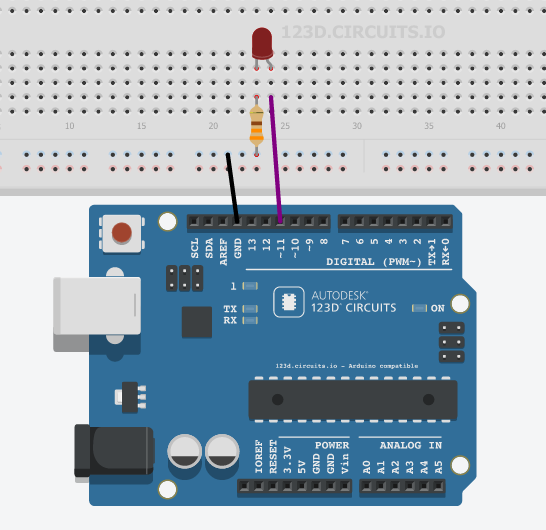 123D.CIRCUITS.IO
10 15 20 25 30 35 40
SCL SDA AREF GND 13 12 ~11 ~10 ~9 8 7 6 5 4 3 2 TX→1 RX←0
DIGITAL (PWM~)
1
AUTODESK™
TX
123D® CIRCUITS
ON
RX
123d.circuits.io - Arduino compatible
POWER
ANALOG IN
IOREF RESET 3.3V 5V GND GND Vin A0 A1 A2 A3 A4 A5